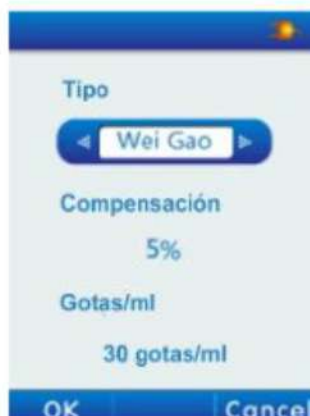 Tipo
Wei Gao
Compensación
5%
Gotas/ml
30 gotas/ml
OK Cancel